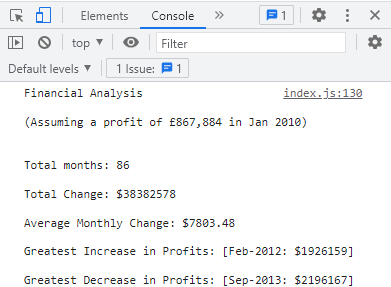 Elements Console 1
top Filter
Default levels 1 Issue: 1
Financial Analysis index.js:130
(Assuming a profit of £867,884 in Jan 2010)
Total months: 86
Total Change: $38382578
Average Monthly Change: $7803.48
Greatest Increase in Profits: [Feb-2012: $1926159]
Greatest Decrease in Profits: [Sep-2013: $2196167]